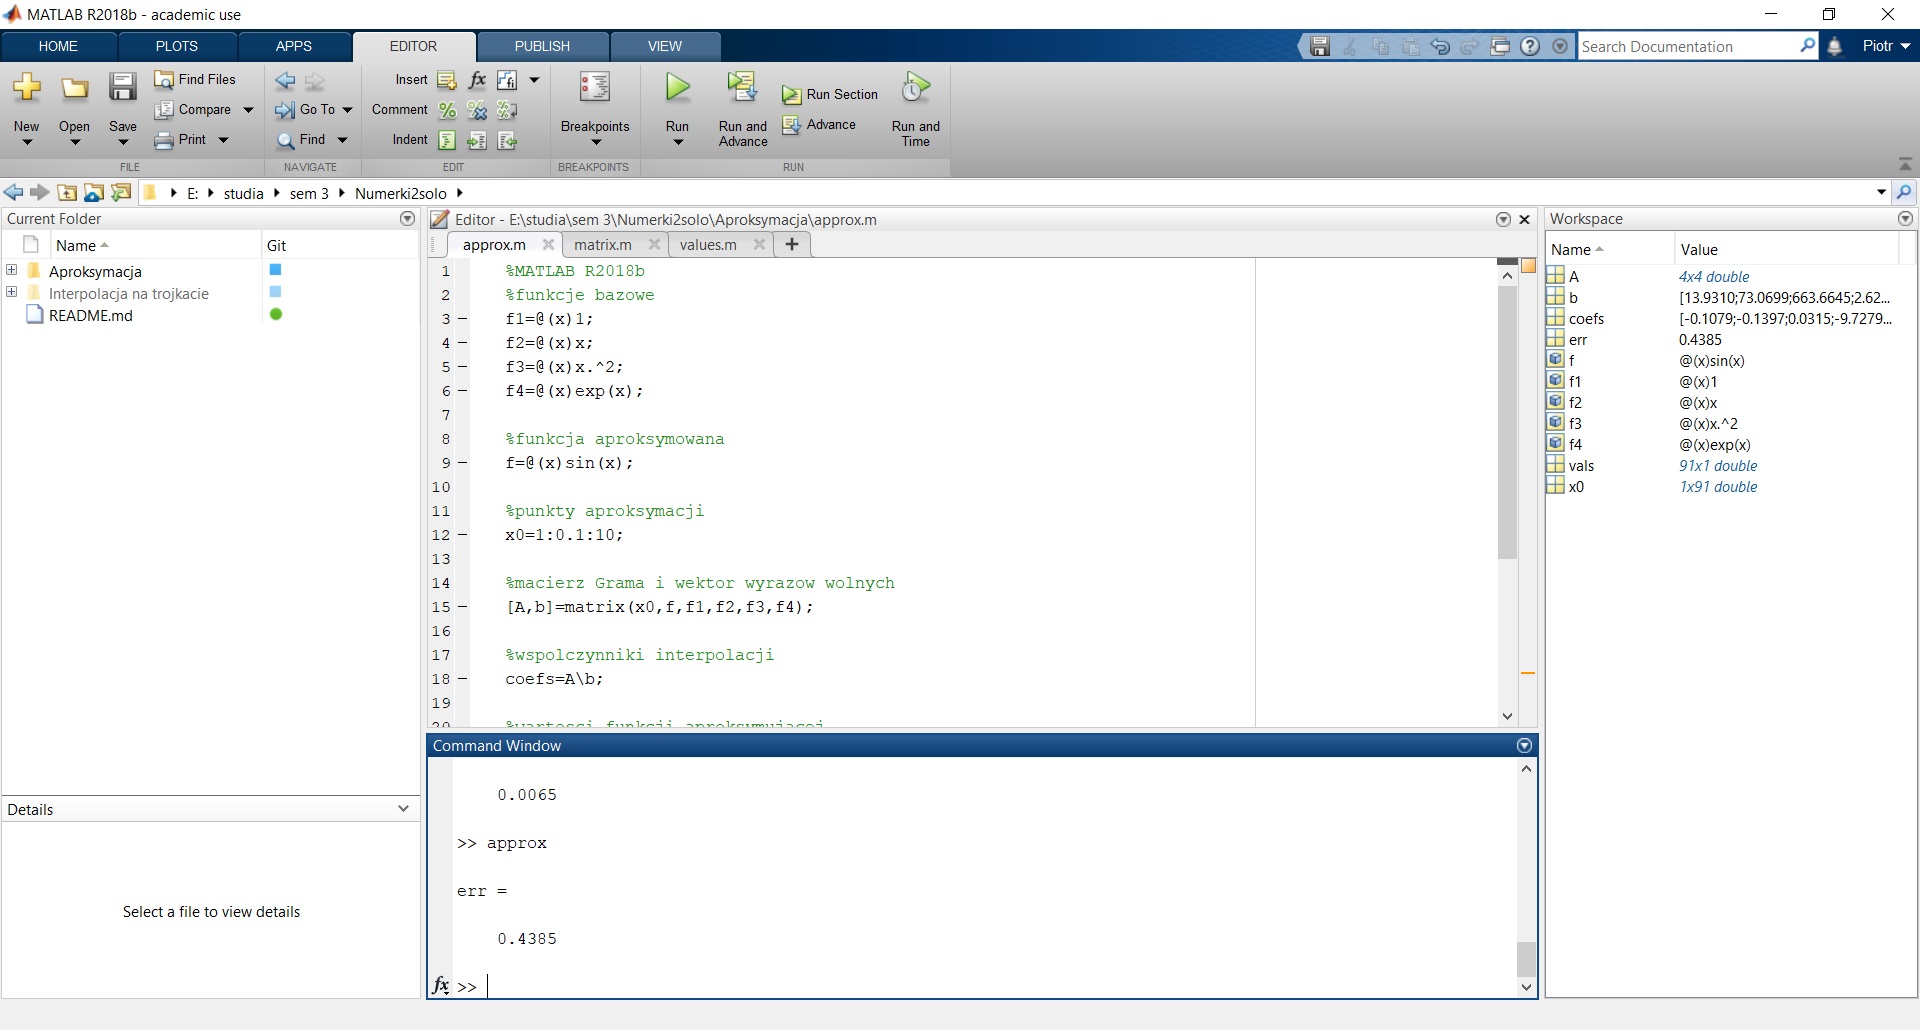 MATLAB R2018b - academic use
HOME PLOTS APPS EDITOR PUBLISH VIEW
Search Documentation
Piotr
New
Open
Save
Find Files
Compare
Print
FILE
Go To
Find
NAVIGATE
Insert
Comment
Indent
EDIT
Breakpoints
BREAKPOINTS
Run
Run and
Advance
Run Section
Advance
Run and
Time
RUN
E: studia sem 3 Numerki2solo
Current Folder
Name Git
Aproksymacja
Interpolacja na trojkacie
README.md
Details
Select a file to view details
Editor - E:\studia\sem 3\Numerki2solo\Aproksymacja\approx.m
approx.m matrix.m values.m
1 %MATLAB R2018b
2 %funkcje bazowe
3 – f1=@(x)1;
4 – f2=@(x)x;
5 – f3=@(x)x.^2;
6 – f4=@(x)exp(x);
7
8 %funkcja aproksymowana
9 – f=@(x)sin(x);
10
11 %punkty aproksymacji
12 – x0=1:0.1:10;
13
14 %macierz Grama i wektor wyrazow wolnych
15 – [A,b]=matrix(x0,f,f1,f2,f3,f4);
16
17 %wspolczynniki interpolacji
18 – coefs=A\b;
19
20 %wartosci funkcji aproksymujacej
Command Window
0.0065
>> approx
err =
0.4385
fx >>
Workspace
Name Value
A 4x4 double
b [13.9310;73.0699;663.6645;2.62...
coefs [-0.1079;-0.1397;0.0315;-9.7279...
err 0.4385
f @(x)sin(x)
f1 @(x)1
f2 @(x)x
f3 @(x)x.^2
f4 @(x)exp(x)
vals 91x1 double
x0 1x91 double